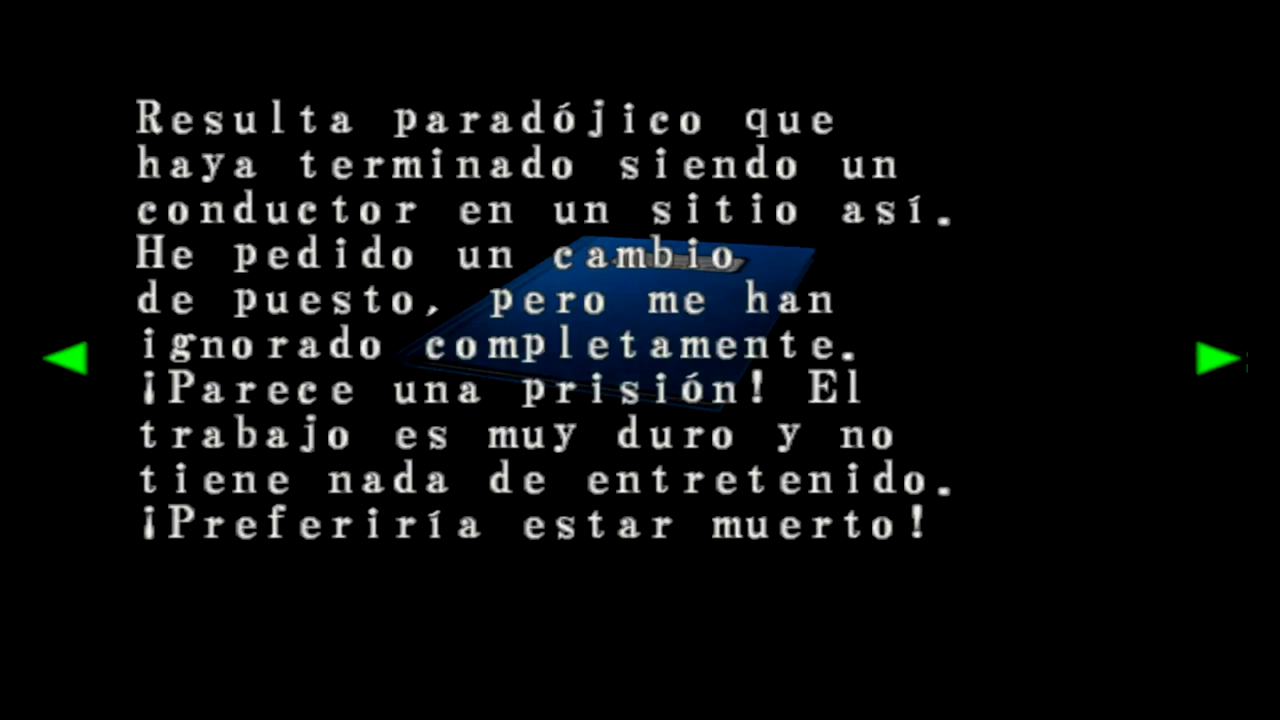 Resulta paradójico que
haya terminado siendo un
conductor en un sitio así.
He pedido un cambio
de puesto, pero me han
ignorado completamente.
¡Parece una prisión! El
trabajo es muy duro y no
tiene nada de entretenido.
¡Preferiría estar muerto!